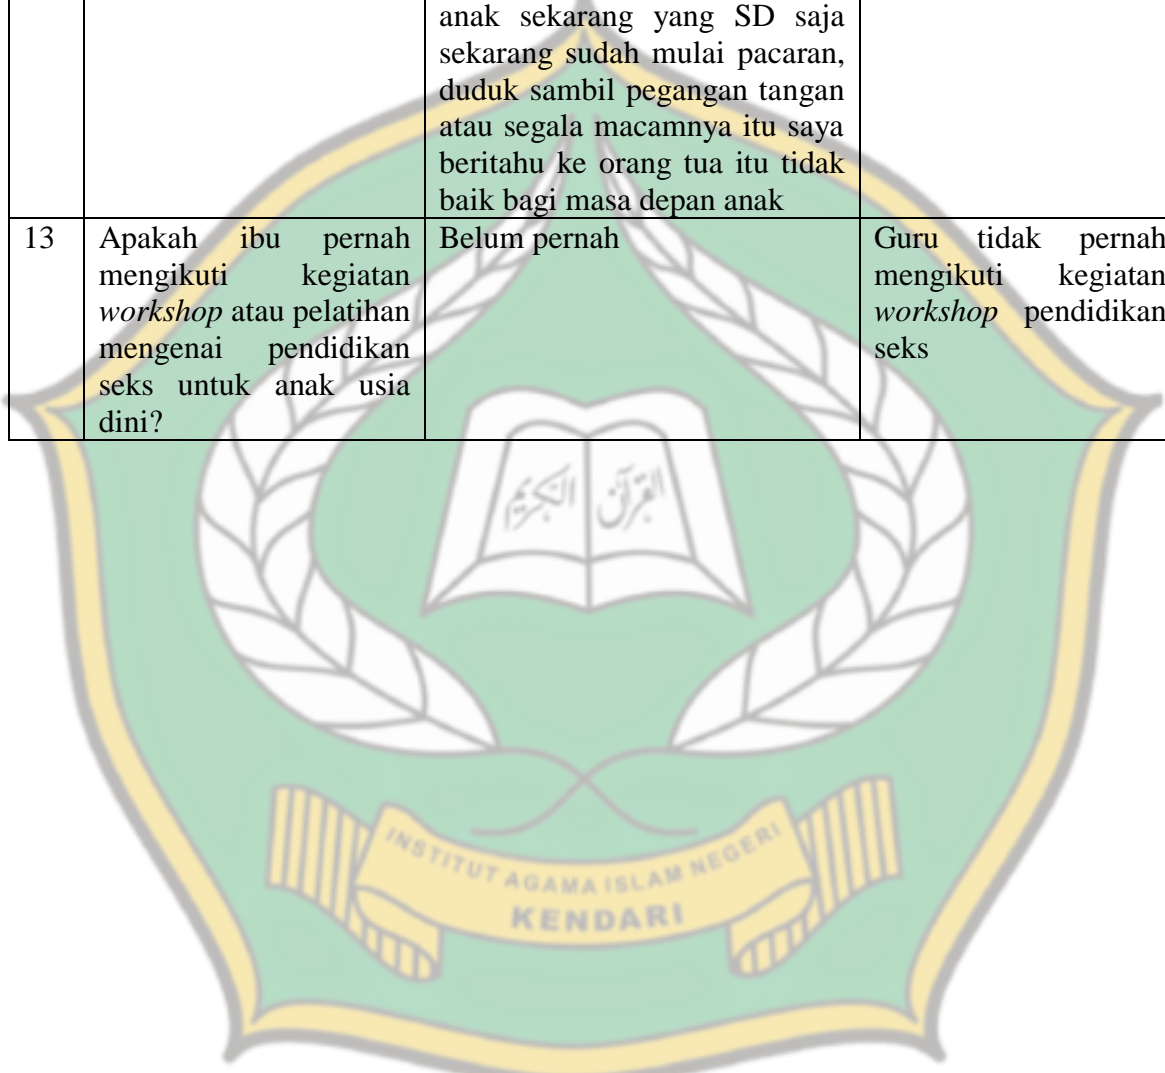 anak sekarang yang SD saja
sekarang sudah mulai pacaran,
duduk sambil pegangan tangan
atau segala macamnya itu saya
beritahu ke orang tua itu tidak
baik bagi masa depan anak
13
Apakah ibu pernah
mengikuti kegiatan
workshop atau pelatihan
mengenai pendidikan
seks untuk anak usia
dini?
Belum pernah
Guru tidak pernah
mengikuti kegiatan
workshop pendidikan
seks
القرآن الكريم
INSTITUT AGAMA ISLAM NEGERI
KENDARI